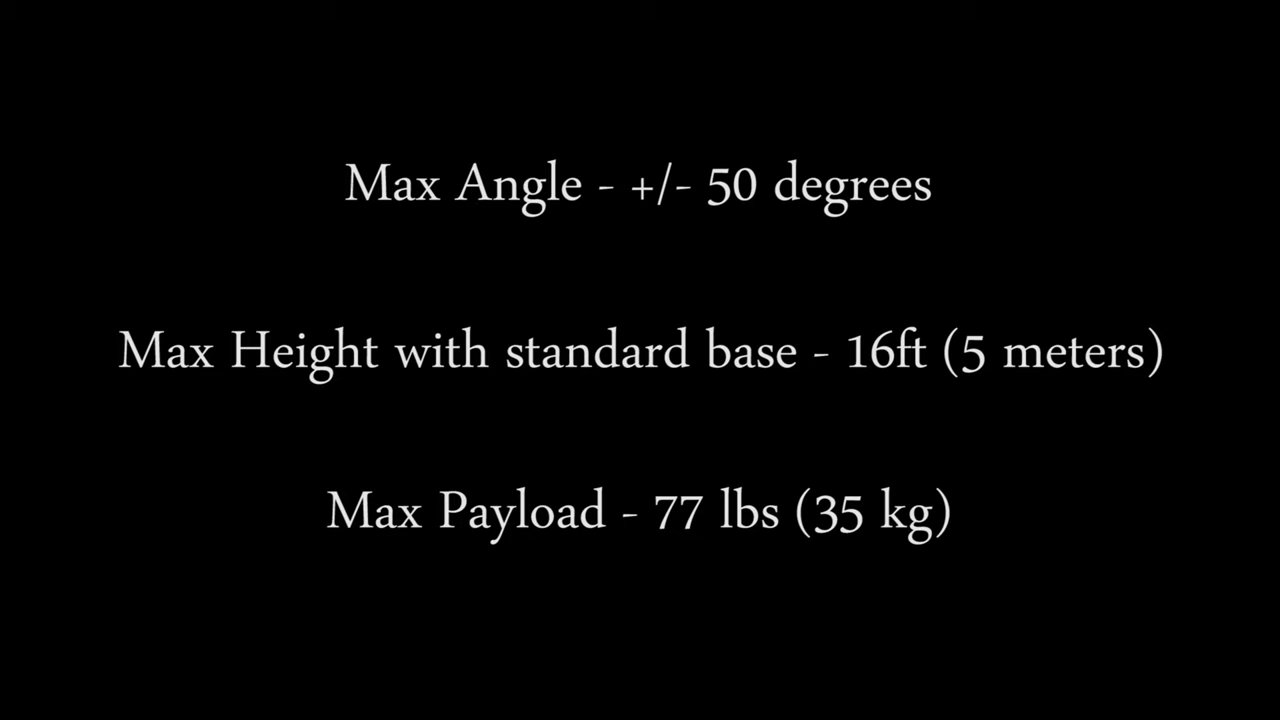 Max Angle - +/- 50 degrees
Max Height with standard base - 16ft (5 meters)
Max Payload - 77 lbs (35 kg)